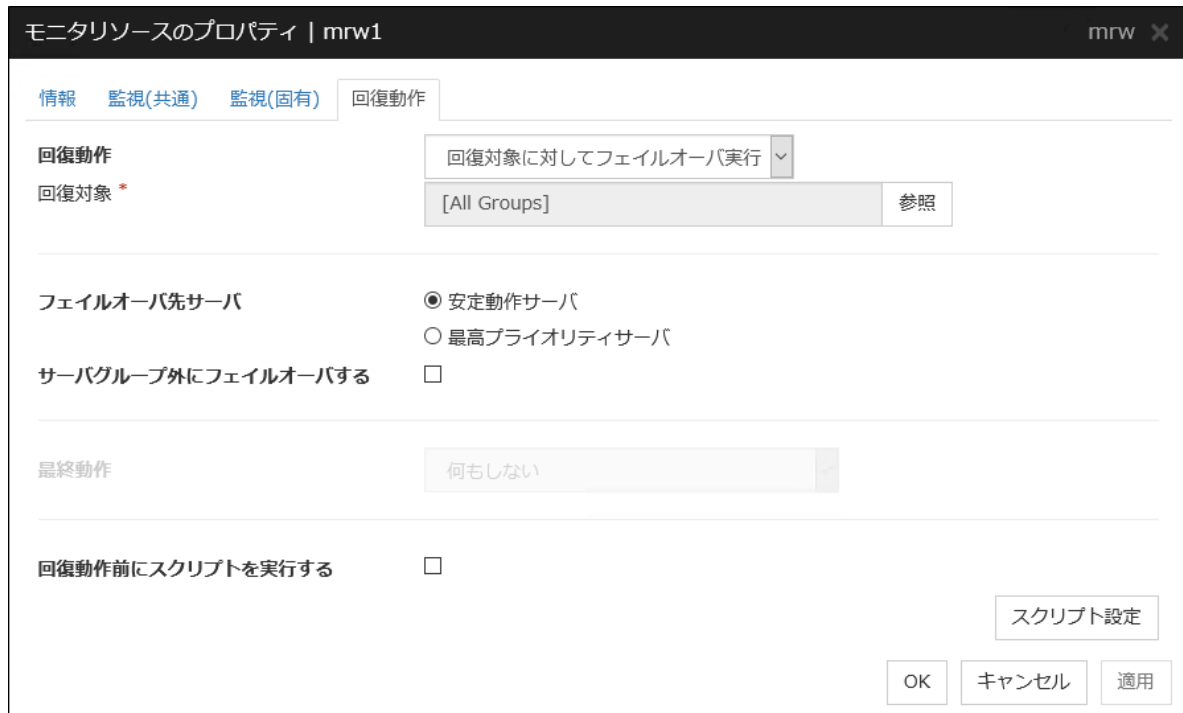 モニタリソースのプロパティ | mrw1 mrw ×
情報 監視(共通) 監視(固有) 回復動作
回復動作 回復対象に対してフェイルオーバ実行
回復対象 * [All Groups] 参照
フェイルオーバ先サーバ 安定動作サーバ
最高プライオリティサーバ
サーバグループ外にフェイルオーバする
最終動作 何もしない
回復動作前にスクリプトを実行する
スクリプト設定
OK キャンセル 適用